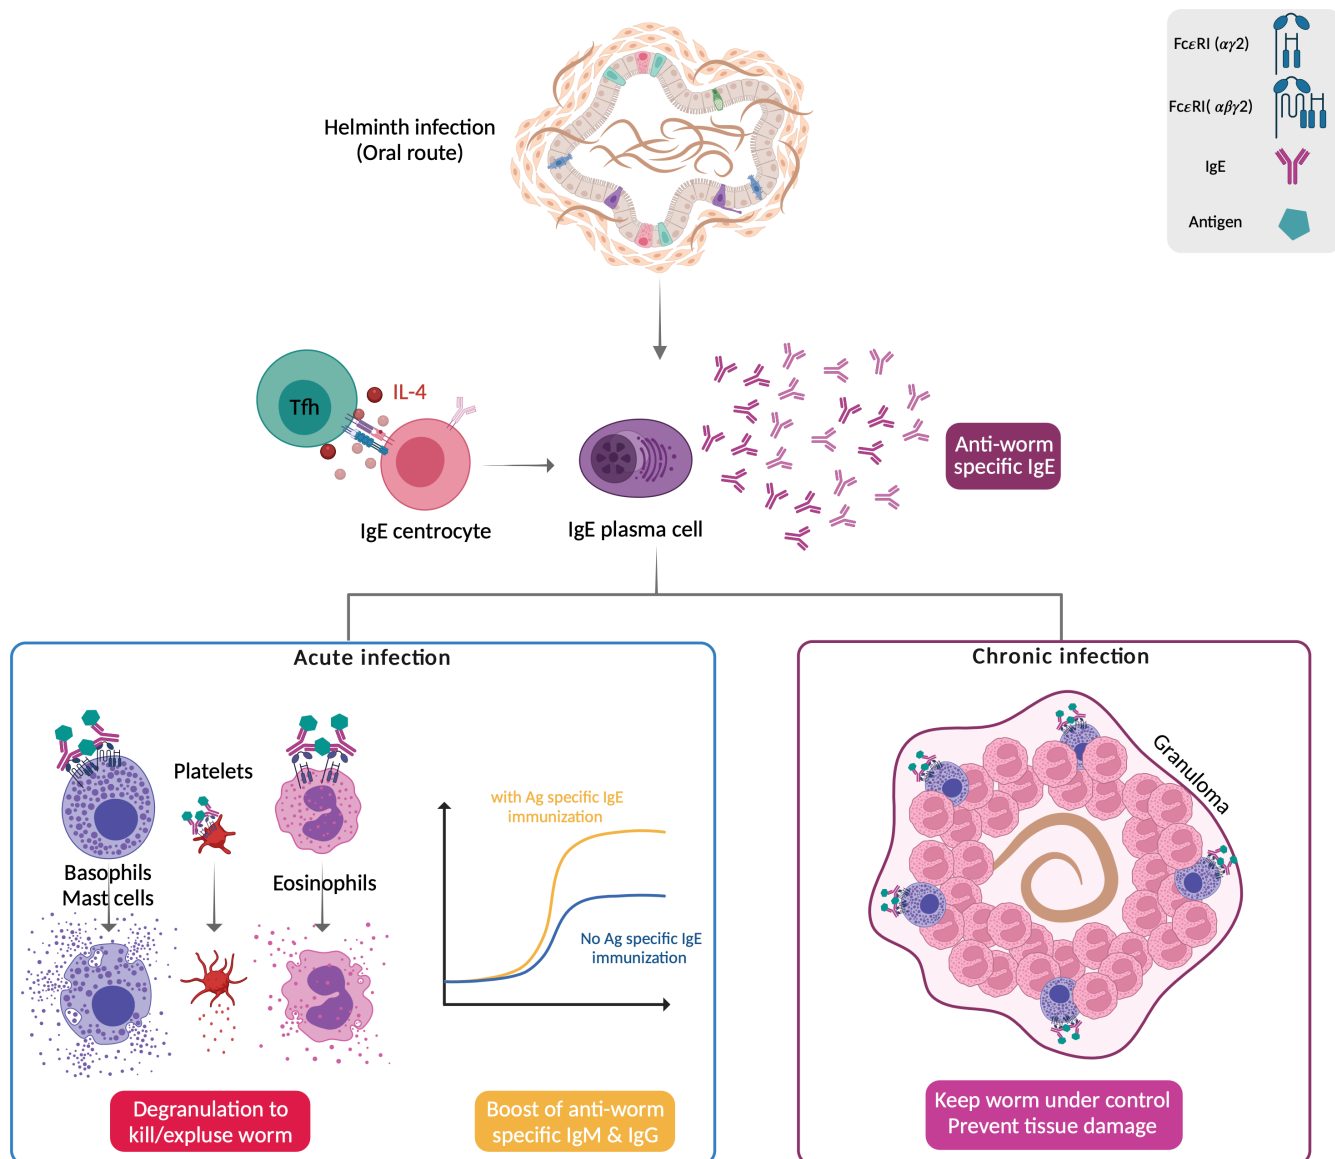 Helminth infection
(Oral route)
FcεRI (αγ2)
FcεRI( αβγ2)
IgE
Antigen
Tfh
IL-4
IgE centrocyte
IgE plasma cell
Anti-worm
specific IgE
Acute infection
Platelets
Basophils
Mast cells
Eosinophils
with Ag specific IgE
immunization
No Ag specific IgE
immunization
Degranulation to
kill/expluse worm
Boost of anti-worm
specific IgM & IgG
Chronic infection
Granuloma
Keep worm under control
Prevent tissue damage